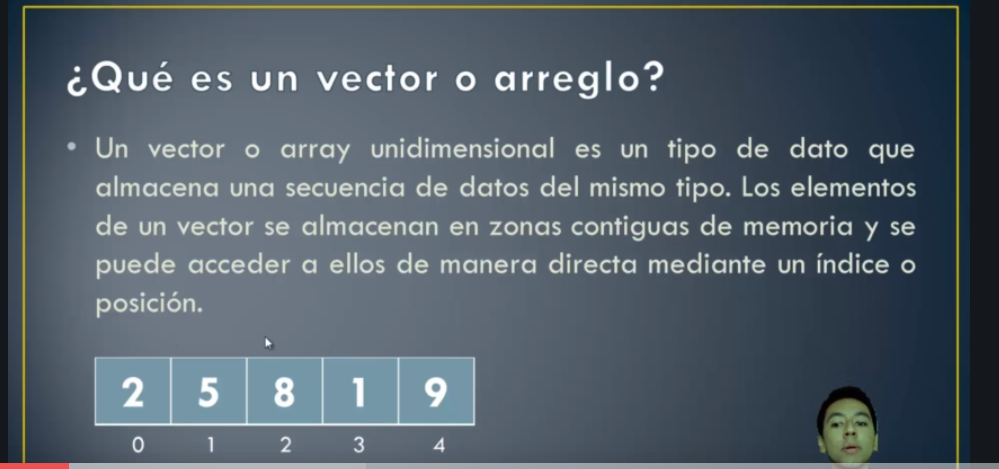 ¿Qué es un vector o arreglo?
• Un vector o array unidimensional es un tipo de dato que
almacena una secuencia de datos del mismo tipo. Los elementos
de un vector se almacenan en zonas contiguas de memoria y se
puede acceder a ellos de manera directa mediante un índice o
posición.
2 5 8 1 9
0 1 2 3 4